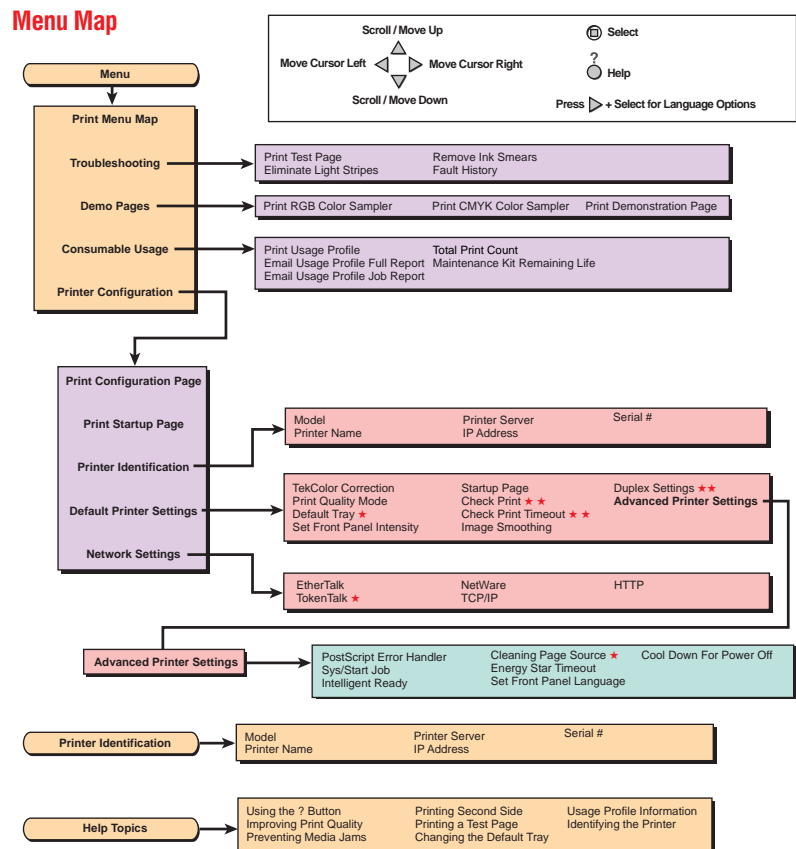 Menu Map
Scroll / Move Up
Move Cursor Left
Move Cursor Right
Scroll / Move Down
Select
?
Help
Press + Select for Language Options
Menu
Print Menu Map
Troubleshooting
Print Test Page
Remove Ink Smears
Eliminate Light Stripes
Fault History
Demo Pages
Print RGB Color Sampler
Print CMYK Color Sampler
Print Demonstration Page
Consumable Usage
Print Usage Profile
Total Print Count
Email Usage Profile Full Report
Maintenance Kit Remaining Life
Email Usage Profile Job Report
Printer Configuration
Print Configuration Page
Print Startup Page
Printer Identification
Model
Printer Server
Serial #
Printer Name
IP Address
Default Printer Settings
TekColor Correction
Startup Page
Duplex Settings ★★
Print Quality Mode
Check Print ★ ★
Advanced Printer Settings
Default Tray ★
Check Print Timeout ★ ★
Set Front Panel Intensity
Image Smoothing
Network Settings
EtherTalk
NetWare
HTTP
TokenTalk ★
TCP/IP
Advanced Printer Settings
PostScript Error Handler
Cleaning Page Source ★
Cool Down For Power Off
Sys/Start Job
Energy Star Timeout
Intelligent Ready
Set Front Panel Language
Printer Identification
Model
Printer Server
Serial #
Printer Name
IP Address
Help Topics
Using the ? Button
Printing Second Side
Usage Profile Information
Improving Print Quality
Printing a Test Page
Identifying the Printer
Preventing Media Jams
Changing the Default Tray